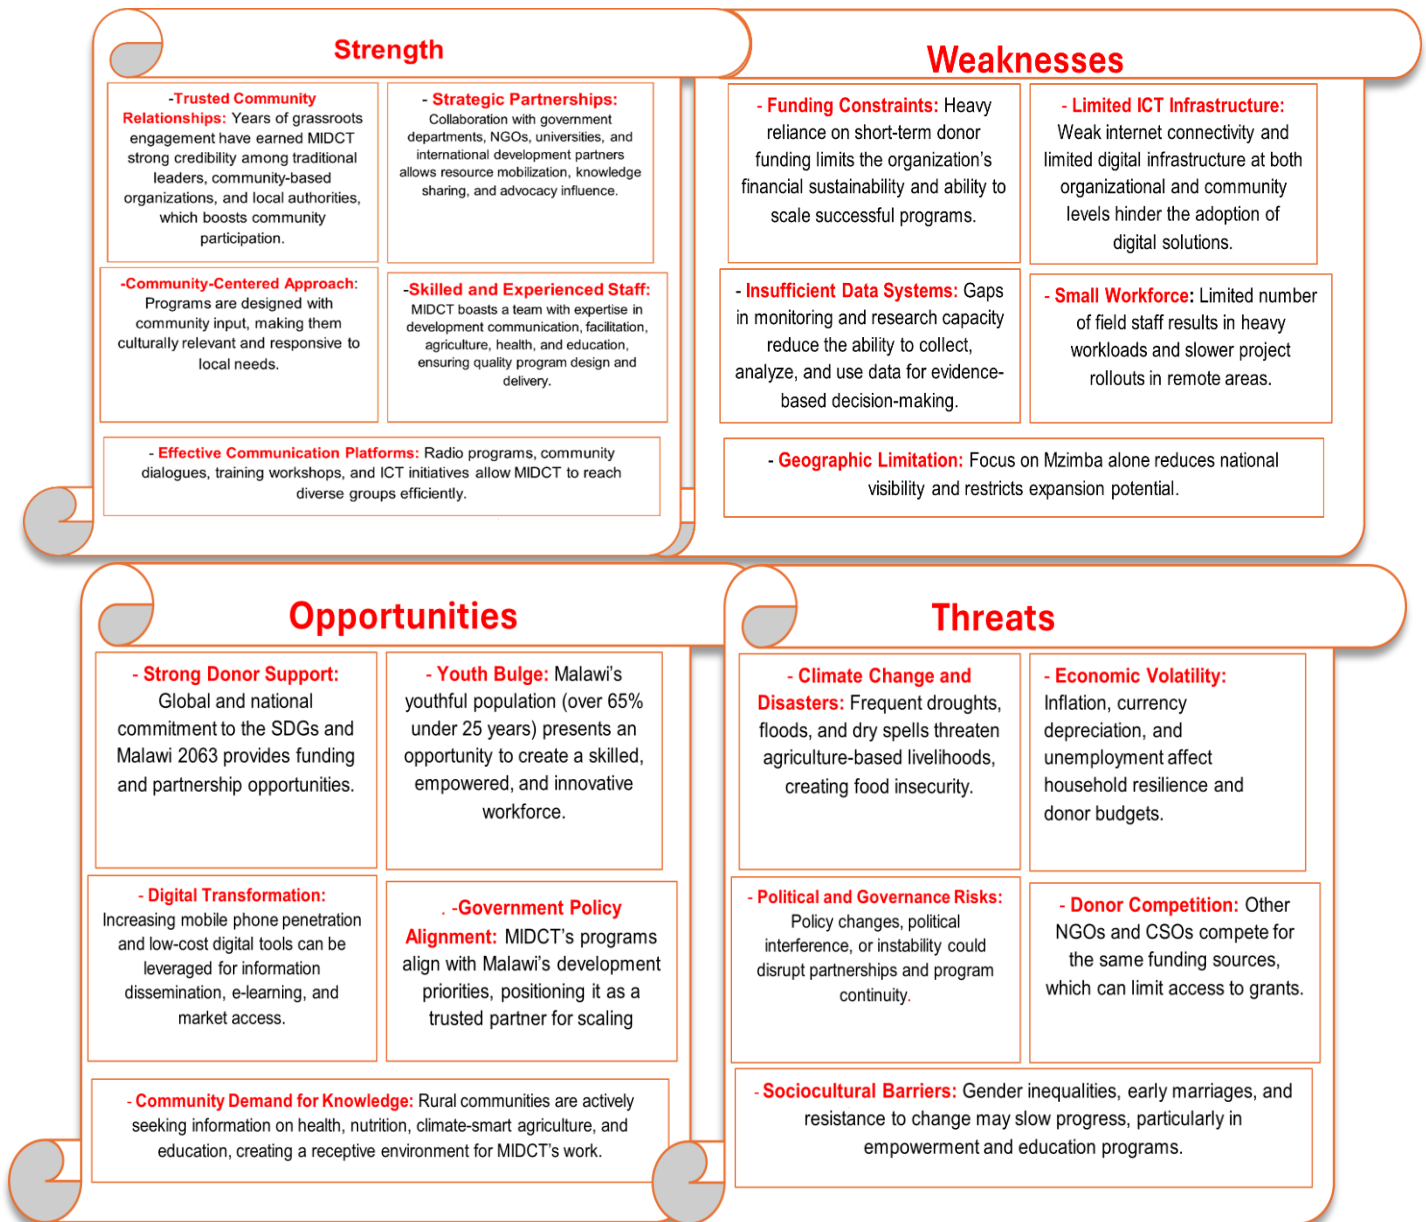 Strength
-Trusted Community
Relationships: Years of grassroots
engagement have earned MIDCT
strong credibility among traditional
leaders, community-based
organizations, and local authorities,
which boosts community
participation.
- Strategic Partnerships:
Collaboration with government
departments, NGOs, universities, and
international development partners
allows resource mobilization, knowledge
sharing, and advocacy influence.
-Community-Centered Approach:
Programs are designed with
community input, making them
culturally relevant and responsive to
local needs.
-Skilled and Experienced Staff:
MIDCT boasts a team with expertise in
development communication, facilitation,
agriculture, health, and education,
ensuring quality program design and
delivery.
- Effective Communication Platforms: Radio programs, community
dialogues, training workshops, and ICT initiatives allow MIDCT to reach
diverse groups efficiently.
Weaknesses
- Funding Constraints: Heavy
reliance on short-term donor
funding limits the organization's
financial sustainability and ability to
scale successful programs.
- Limited ICT Infrastructure:
Weak internet connectivity and
limited digital infrastructure at both
organizational and community
levels hinder the adoption of
digital solutions.
- Insufficient Data Systems: Gaps
in monitoring and research capacity
reduce the ability to collect,
analyze, and use data for evidence-
based decision-making.
- Small Workforce: Limited number
of field staff results in heavy
workloads and slower project
rollouts in remote areas.
- Geographic Limitation: Focus on Mzimba alone reduces national
visibility and restricts expansion potential.
Opportunities
- Strong Donor Support:
Global and national
commitment to the SDGs and
Malawi 2063 provides funding
and partnership opportunities.
- Youth Bulge: Malawi's
youthful population (over 65%
under 25 years) presents an
opportunity to create a skilled,
empowered, and innovative
workforce.
- Digital Transformation:
Increasing mobile phone penetration
and low-cost digital tools can be
leveraged for information
dissemination, e-learning, and
market access.
. -Government Policy
Alignment: MIDCT's programs
align with Malawi's development
priorities, positioning it as a
trusted partner for scaling
- Community Demand for Knowledge: Rural communities are actively
seeking information on health, nutrition, climate-smart agriculture, and
education, creating a receptive environment for MIDCT's work.
Threats
- Climate Change and
Disasters: Frequent droughts,
floods, and dry spells threaten
agriculture-based livelihoods,
creating food insecurity.
- Economic Volatility:
Inflation, currency
depreciation, and
unemployment affect
household resilience and
donor budgets.
- Political and Governance Risks:
Policy changes, political
interference, or instability could
disrupt partnerships and program
continuity.
- Donor Competition: Other
NGOs and CSOs compete for
the same funding sources,
which can limit access to grants.
- Sociocultural Barriers: Gender inequalities, early marriages, and
resistance to change may slow progress, particularly in
empowerment and education programs.